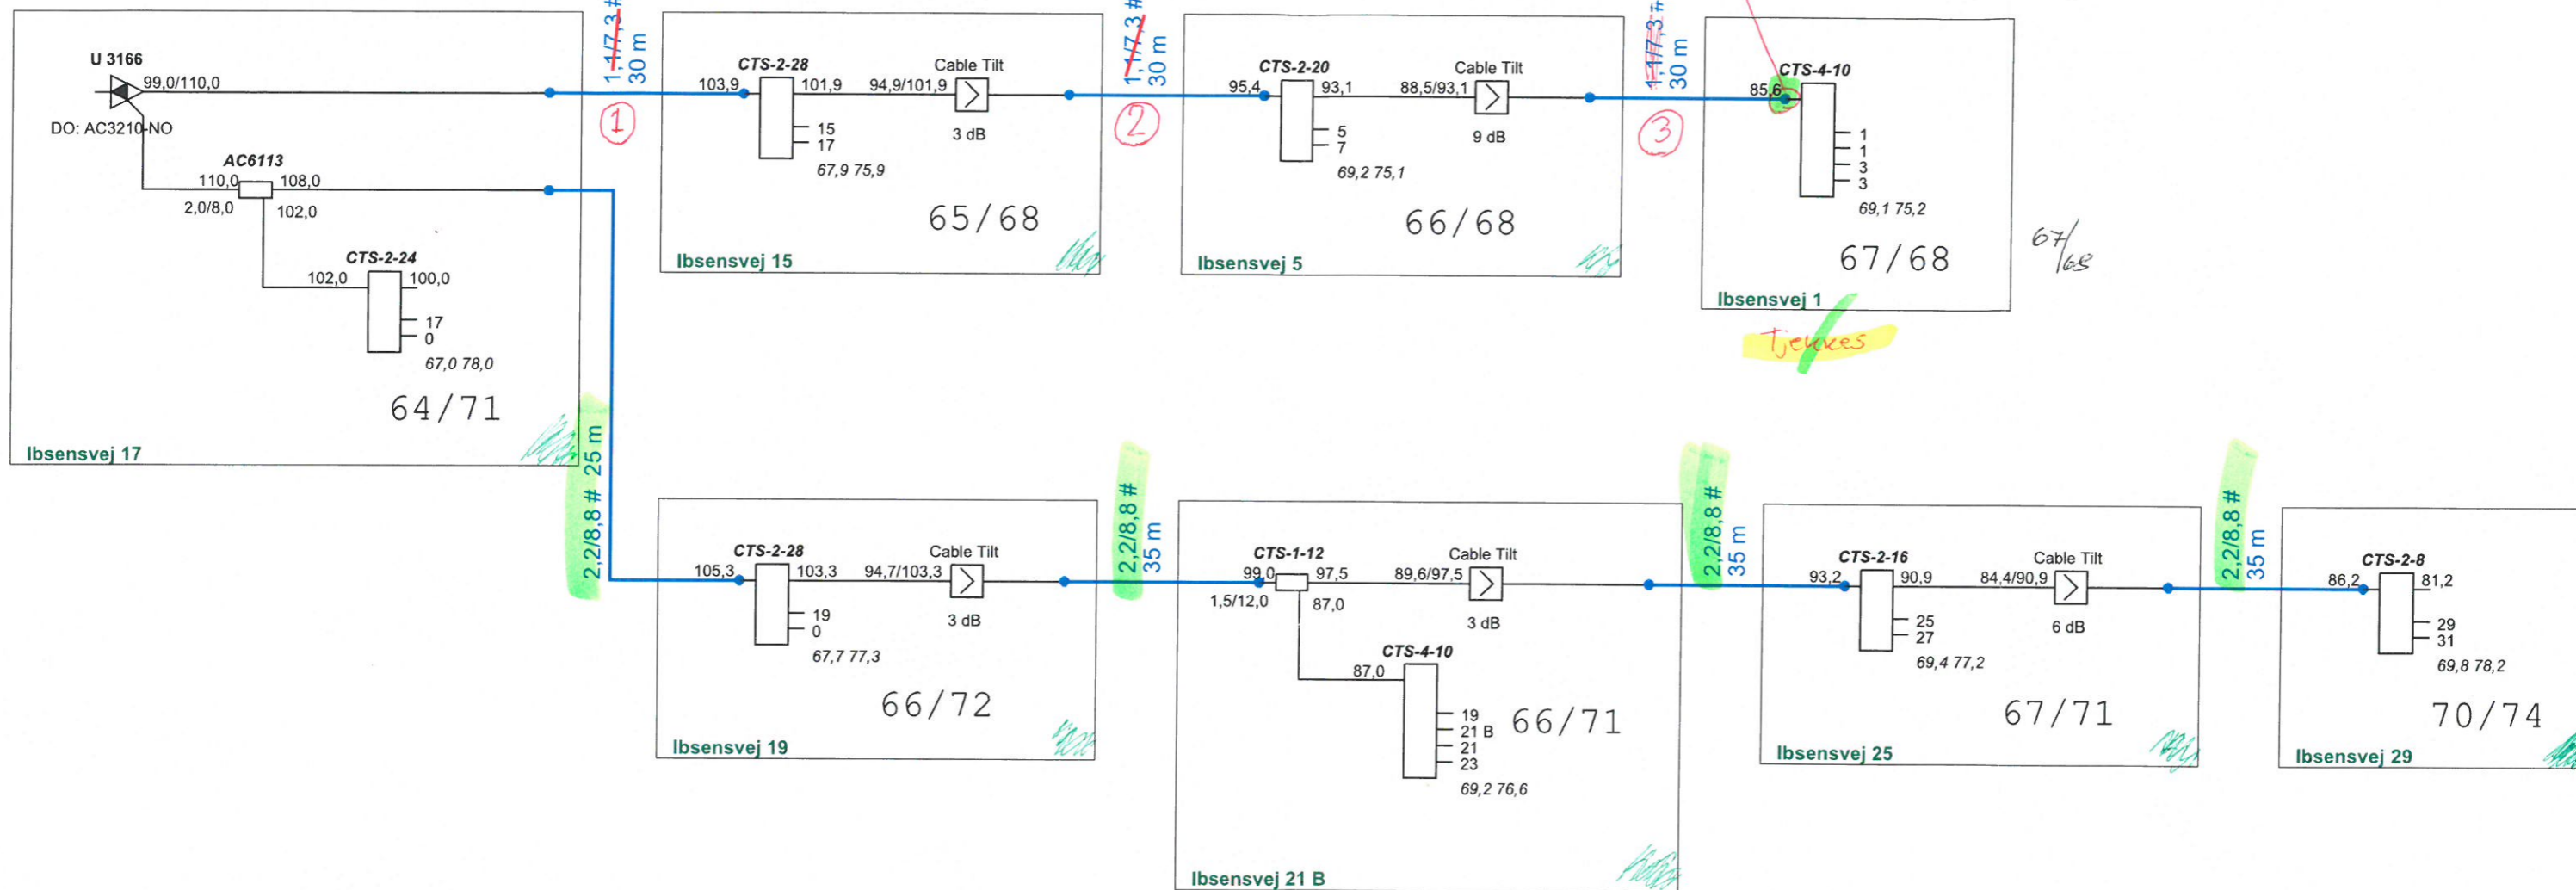 U 3166
99,0/110,0
DO: AC3210-NO
AC6113
110,0
108,0
2,0/8,0
102,0
CTS-2-24
102,0
100,0
17
0
67,0 78,0
64/71
Ibsensvej 17
1,1/7,3 #
30 m
1
CTS-2-28
103,9
101,9
94,9/101,9
Cable Tilt
3 dB
15
17
67,9 75,9
65/68
Ibsensvej 15
1,1/7,3 #
30 m
2
CTS-2-20
95,4
93,1
88,5/93,1
Cable Tilt
9 dB
5
7
69,2 75,1
66/68
Ibsensvej 5
1,1/7,3 #
30 m
3
CTS-4-10
85,6
1
1
3
3
69,1 75,2
67/68
Ibsensvej 1
67/68
Tjekkes
2,2/8,8 # 25 m
CTS-2-28
105,3
103,3
94,7/103,3
Cable Tilt
3 dB
19
0
67,7 77,3
66/72
Ibsensvej 19
2,2/8,8 #
35 m
CTS-1-12
99,0
97,5
89,6/97,5
Cable Tilt
3 dB
1,5/12,0
87,0
CTS-4-10
87,0
19
21 B
21
23
69,2 76,6
66/71
Ibsensvej 21 B
2,2/8,8 #
35 m
CTS-2-16
93,2
90,9
84,4/90,9
Cable Tilt
6 dB
25
27
69,4 77,2
67/71
Ibsensvej 25
2,2/8,8 #
35 m
CTS-2-8
86,2
81,2
29
31
69,8 78,2
70/74
Ibsensvej 29